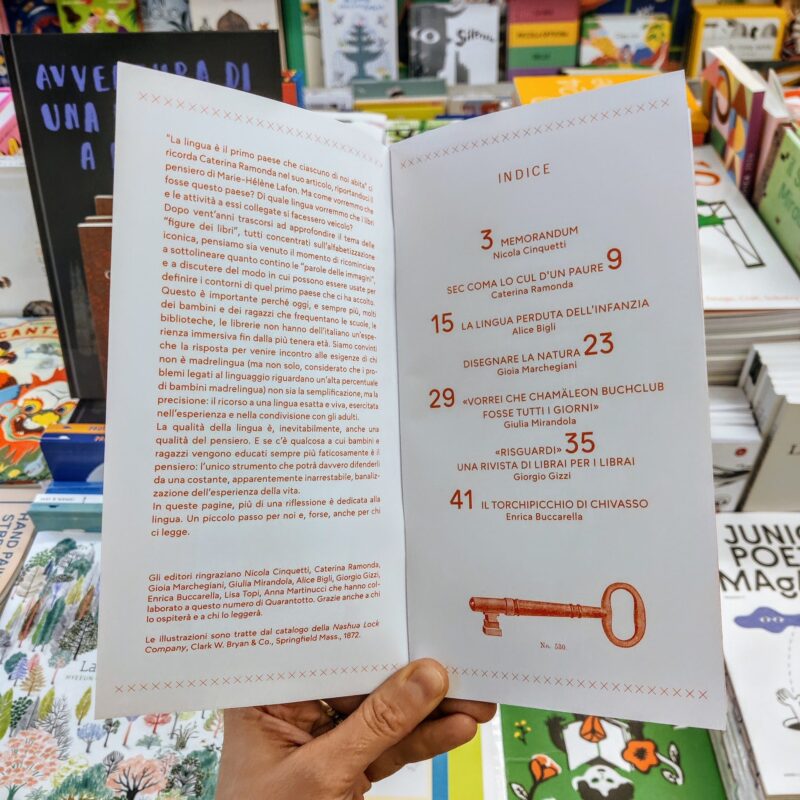 "La lingua è il primo paese che ciascuno di noi abita" ci
ricorda Caterina Ramonda nel suo articolo, riportandoci il
pensiero di Marie-Hélène Lafon. Ma come vorremmo che
fosse questo paese? Di quale lingua vorremmo che i libri
e le attività a essi collegate si facessero veicolo?
Dopo vent'anni trascorsi ad approfondire il tema delle
"figure dei libri", tutti concentrati sull'alfabetizzazione
iconica, pensiamo sia venuto il momento di ricominciare
a sottolineare quanto contino le "parole delle immagini",
e a discutere del modo in cui possono essere usate per
definire i contorni di quel primo paese che ci ha accolto.
Questo è importante perché oggi, e sempre più, molti
dei bambini e dei ragazzi che frequentano le scuole, le
biblioteche, le librerie non hanno dell'italiano un'espe-
rienza immersiva fin dalla più tenera età. Siamo convinti
che la risposta per venire incontro alle esigenze di chi
non è madrelingua (ma non solo, considerato che i pro-
blemi legati al linguaggio riguardano un'alta percentuale
di bambini madrelingua) non sia la semplificazione, ma la
precisione: il ricorso a una lingua esatta e viva, esercitata
nell'esperienza e nella condivisione con gli adulti.
La qualità della lingua è, inevitabilmente, anche una
qualità del pensiero. E se c'è qualcosa a cui bambini e
ragazzi vengono educati sempre più faticosamente è il
pensiero: l'unico strumento che potrà davvero difenderli
da una costante, apparentemente inarrestabile, banaliz-
zazione dell'esperienza della vita.
In queste pagine, più di una riflessione è dedicata alla
lingua. Un piccolo passo per noi e, forse, anche per chi
ci legge.
Gli editori ringraziano Nicola Cinquetti, Caterina Ramonda,
Gioia Marchegiani, Giulia Mirandola, Alice Bigli, Giorgio Gizzi,
Enrica Buccarella, Lisa Topi, Anna Martinucci che hanno col-
laborato a questo numero di Quarantotto. Grazie anche a chi
lo ospiterà e a chi lo leggerà.
Le illustrazioni sono tratte dal catalogo della Nashua Lock
Company, Clark W. Bryan & Co., Springfield Mass., 1872.
INDICE
3 MEMORANDUM
Nicola Cinquetti
SEC COMA LO CUL D'UN PAURE 9
Caterina Ramonda
15 LA LINGUA PERDUTA DELL'INFANZIA
Alice Bigli
DISEGNARE LA NATURA 23
Gioia Marchegiani
29 «VORREI CHE CHAMÄLEON BUCHCLUB
FOSSE TUTTI I GIORNI»
Giulia Mirandola
«RISGUARDI» 35
UNA RIVISTA DI LIBRAI PER I LIBRAI
Giorgio Gizzi
41 IL TORCHIPICCHIO DI CHIVASSO
Enrica Buccarella
No. 530
AVVENTURA DI
UNA
A
HAND
JUNIO
POET
MAG